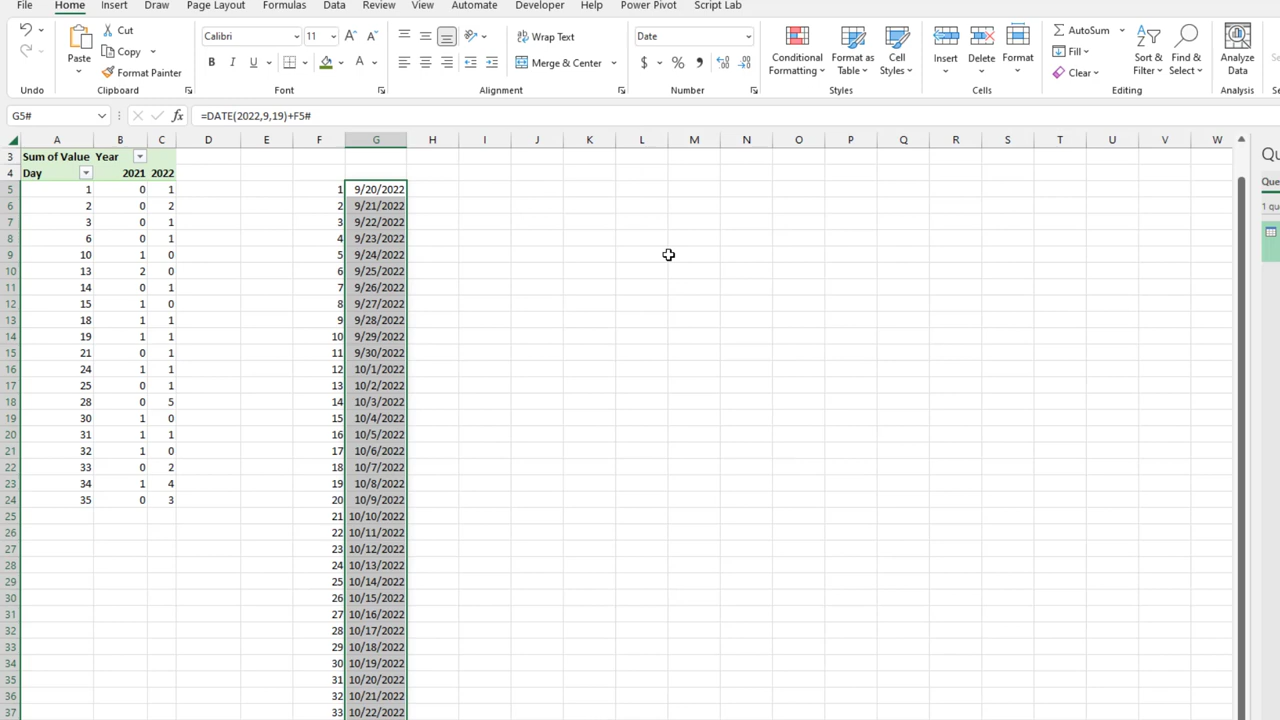 File Home Insert Draw Page Layout Formulas Data Review View Automate Developer Help Power Pivot Script Lab
Cut
Calibri 11
Wrap Text
Date
AutoSum
Copy
Fill
Paste
Format Painter
B I U
Merge & Center
$ %
Conditional Formatting
Format as Table
Cell Styles
Insert
Delete
Format
Clear
Sort & Filter
Find & Select
Analyze Data
Undo Clipboard Font Alignment Number Styles Cells Editing Analysis
G5# fx =DATE(2022,9,19)+F5#
A B C D E F G H I J K L M N O P Q R S T U V W
3 Sum of Value Year
4 Day 2021 2022
5 1 0 1 1 9/20/2022
6 2 0 2 2 9/21/2022
7 3 0 1 3 9/22/2022
8 6 0 1 4 9/23/2022
9 10 1 0 5 9/24/2022
10 13 2 0 6 9/25/2022
11 14 0 1 7 9/26/2022
12 15 1 0 8 9/27/2022
13 18 1 1 9 9/28/2022
14 19 1 1 10 9/29/2022
15 21 0 1 11 9/30/2022
16 24 1 1 12 10/1/2022
17 25 0 1 13 10/2/2022
18 28 0 5 14 10/3/2022
19 30 1 0 15 10/4/2022
20 31 1 1 16 10/5/2022
21 32 1 0 17 10/6/2022
22 33 0 2 18 10/7/2022
23 34 1 4 19 10/8/2022
24 35 0 3 20 10/9/2022
25 21 10/10/2022
26 22 10/11/2022
27 23 10/12/2022
28 24 10/13/2022
29 25 10/14/2022
30 26 10/15/2022
31 27 10/16/2022
32 28 10/17/2022
33 29 10/18/2022
34 30 10/19/2022
35 31 10/20/2022
36 32 10/21/2022
37 33 10/22/2022